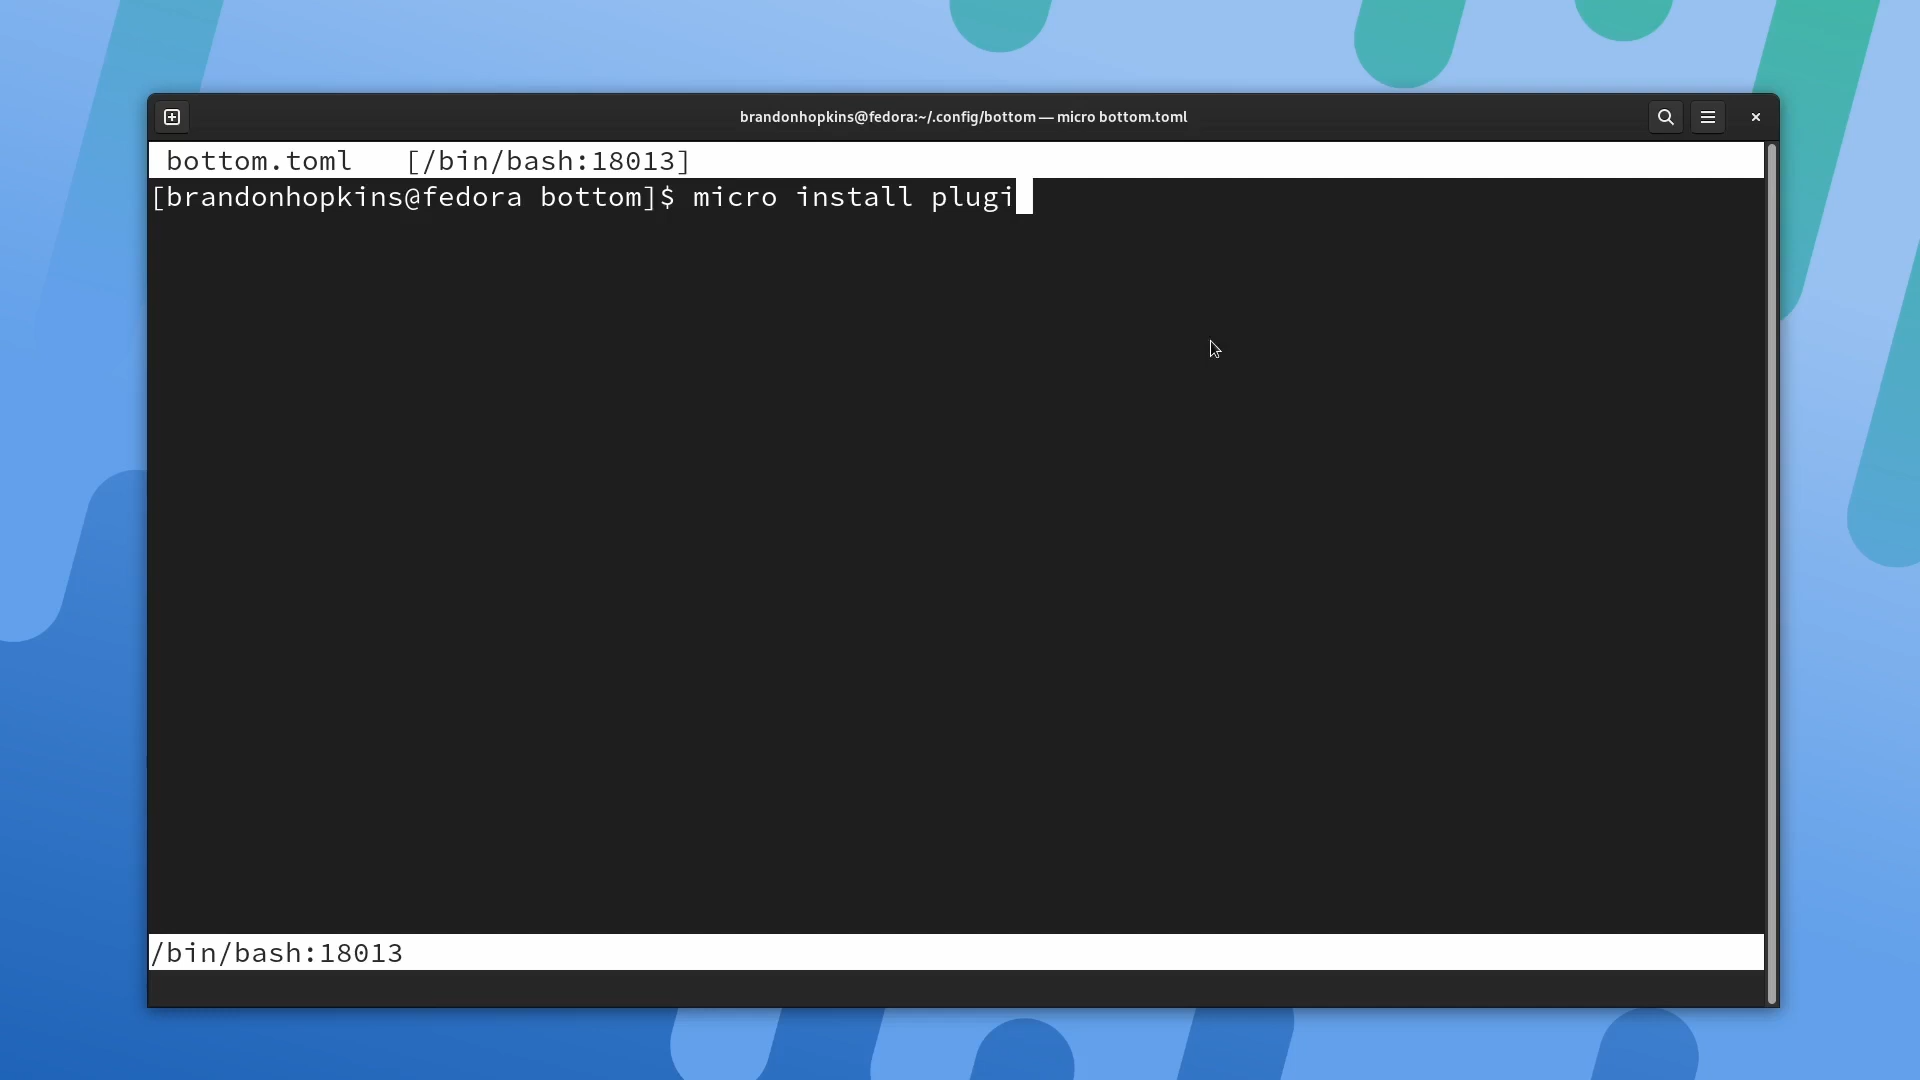 brandonhopkins@fedora:~/.config/bottom — micro bottom.toml
bottom.toml [/bin/bash:18013]
[brandonhopkins@fedora bottom]$ micro install plugi
/bin/bash:18013